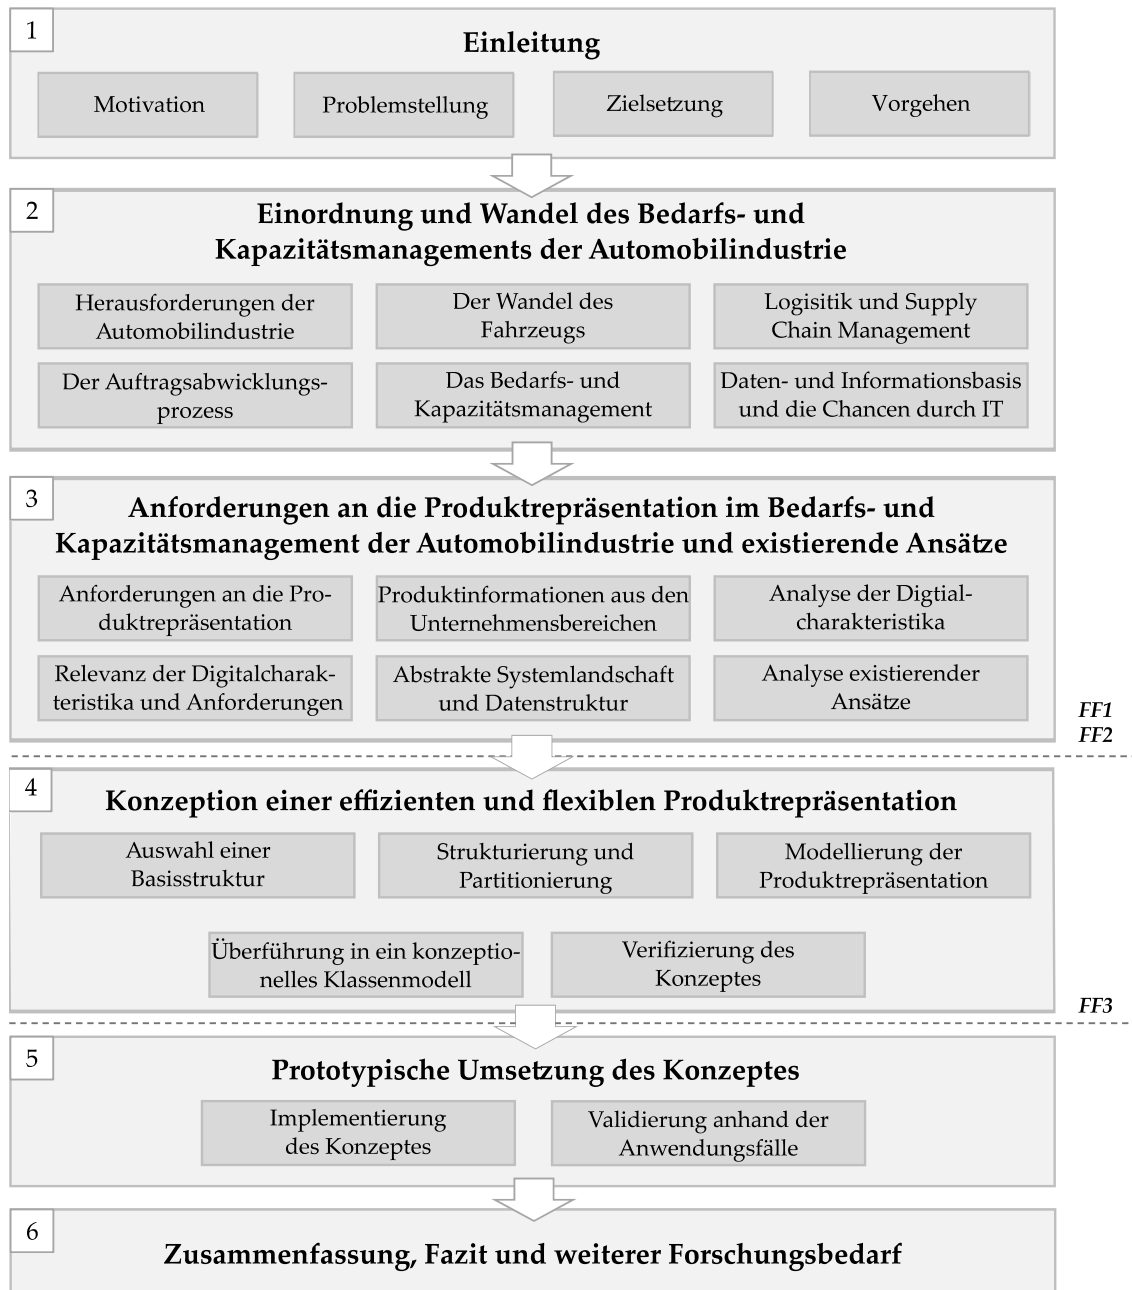 1
Einleitung
Motivation
Problemstellung
Zielsetzung
Vorgehen
2
Einordnung und Wandel des Bedarfs- und
Kapazitätsmanagements der Automobilindustrie
Herausforderungen der
Automobilindustrie
Der Wandel des
Fahrzeugs
Logisitik und Supply
Chain Management
Der Auftragsabwicklungs-
prozess
Das Bedarfs- und
Kapazitätsmanagement
Daten- und Informationsbasis
und die Chancen durch IT
3
Anforderungen an die Produktrepräsentation im Bedarfs- und
Kapazitätsmanagement der Automobilindustrie und existierende Ansätze
Anforderungen an die Pro-
duktrepräsentation
Produktinformationen aus den
Unternehmensbereichen
Analyse der Digtial-
charakteristika
Relevanz der Digitalcharak-
teristika und Anforderungen
Abstrakte Systemlandschaft
und Datenstruktur
Analyse existierender
Ansätze
FF1
FF2
4
Konzeption einer effizienten und flexiblen Produktrepräsentation
Auswahl einer
Basisstruktur
Strukturierung und
Partitionierung
Modellierung der
Produktrepräsentation
Überführung in ein konzeptio-
nelles Klassenmodell
Verifizierung des
Konzeptes
FF3
5
Prototypische Umsetzung des Konzeptes
Implementierung
des Konzeptes
Validierung anhand der
Anwendungsfälle
6
Zusammenfassung, Fazit und weiterer Forschungsbedarf